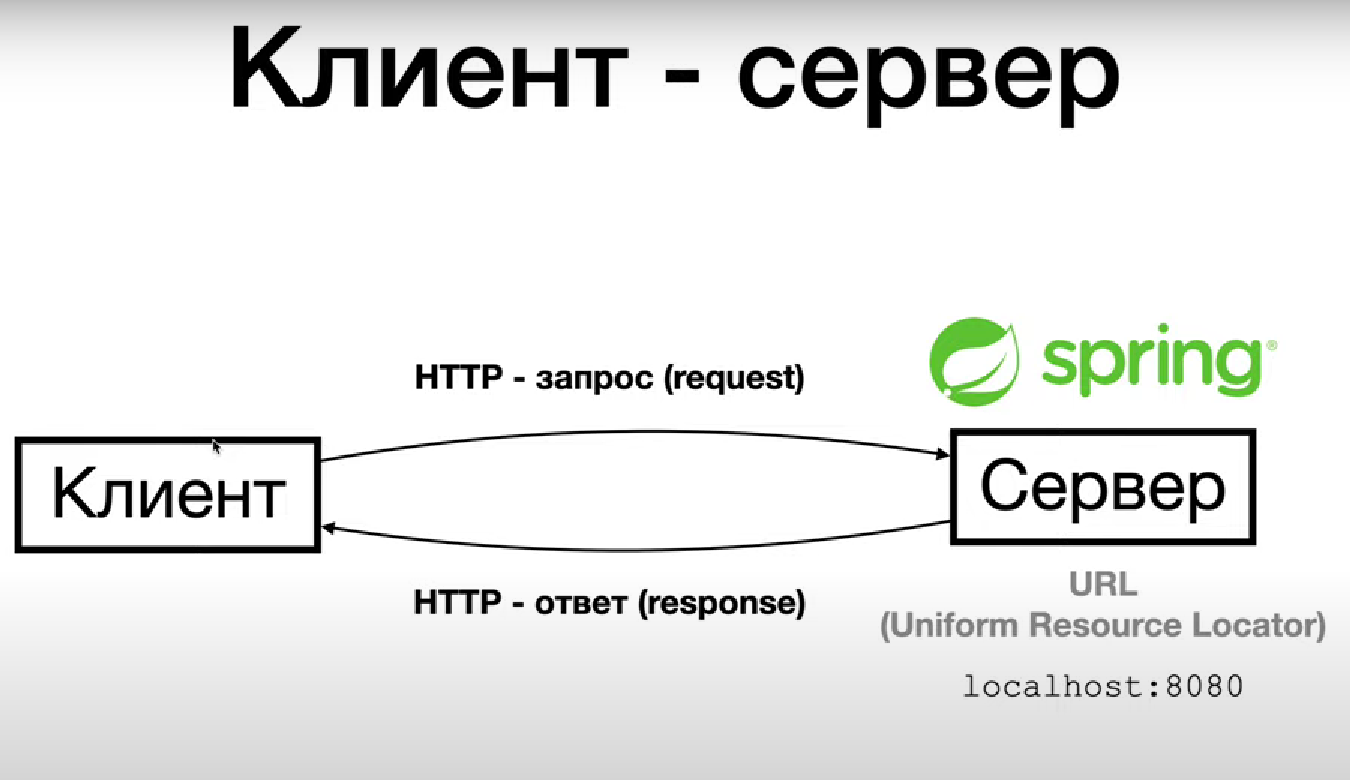 Клиент - сервер
spring®
HTTP - запрос (request)
Клиент
Сервер
HTTP - ответ (response)
URL
(Uniform Resource Locator)
localhost:8080